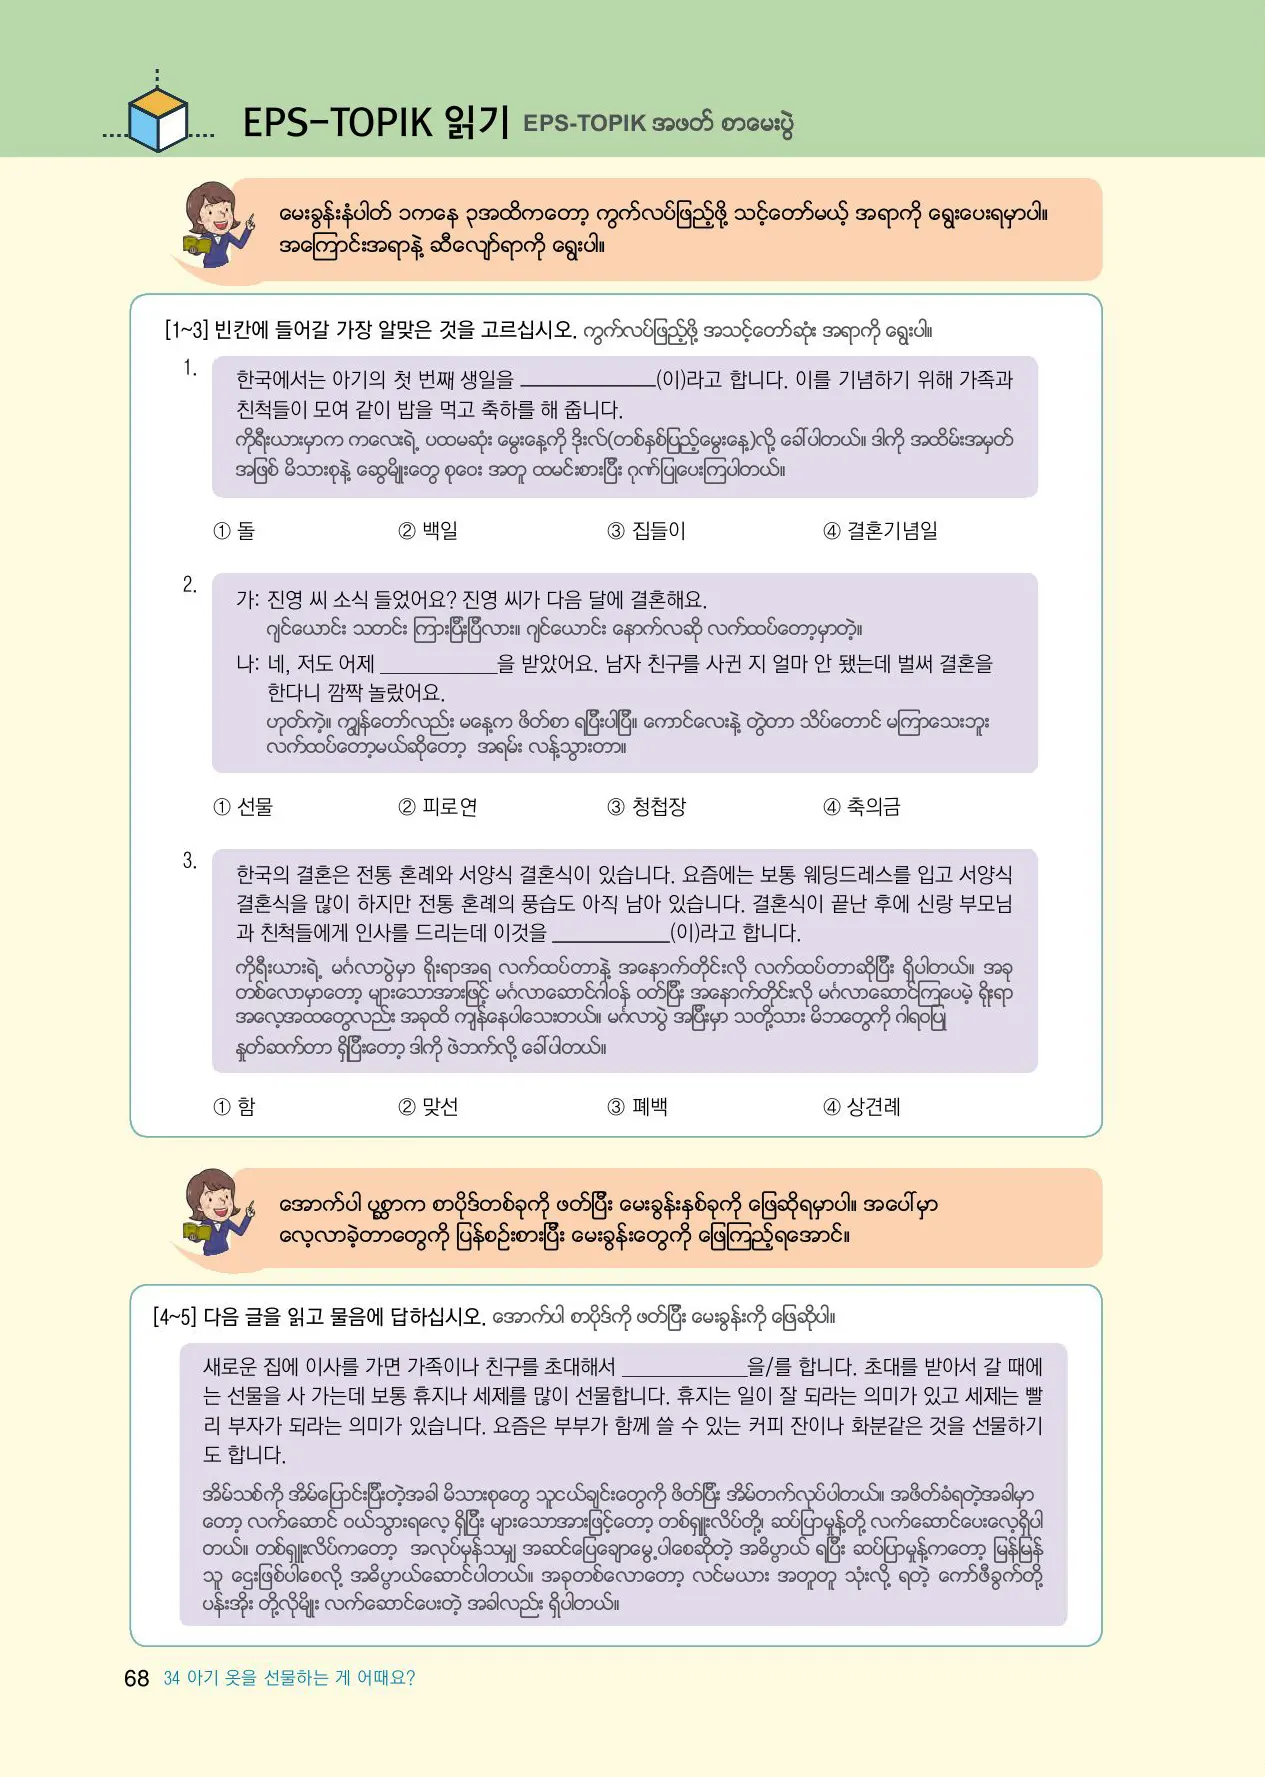 EPS-TOPIK 읽기 EPS-TOPIK အဖတ် စာမေးပွဲ
မေးခွန်းနံပါတ် ၁ကနေ ၃အထိကတော့ ကွက်လပ်ဖြည့်ဖို့ သင့်တော်မယ့် အရာကို ရွေးပေးရမှာပါ။
အကြောင်းအရာနဲ့ ဆီလျော်ရာကို ရွေးပါ။
[1~3] 빈칸에 들어갈 가장 알맞은 것을 고르십시오. ကွက်လပ်ဖြည့်ဖို့ အသင့်တော်ဆုံး အရာကို ရွေးပါ။
1.
한국에서는 아기의 첫 번째 생일을 ____________(이)라고 합니다. 이를 기념하기 위해 가족과
친척들이 모여 같이 밥을 먹고 축하를 해 줍니다.
ကိုရီးယားမှာက ကလေးရဲ့ ပထမဆုံး မွေးနေ့ကို ဒိုးလ်(တစ်နှစ်ပြည့်မွေးနေ့)လို့ ခေါ်ပါတယ်။ ဒါကို အထိမ်းအမှတ်
အဖြစ် မိသားစုနဲ့ ဆွေမျိုးတွေ စုဝေး အတူ ထမင်းစားပြီး ဂုဏ်ပြုပေးကြပါတယ်။
① 돌 ② 백일 ③ 집들이 ④ 결혼기념일
2.
가: 진영 씨 소식 들었어요? 진영 씨가 다음 달에 결혼해요.
ဂျင်ယောင်း သတင်း ကြားပြီးပြီလား။ ဂျင်ယောင်း နောက်လဆို လက်ထပ်တော့မှာတဲ့။
나: 네, 저도 어제 ____________을 받았어요. 남자 친구를 사귄 지 얼마 안 됐는데 벌써 결혼을
한다니 깜짝 놀랐어요.
ဟုတ်ကဲ့။ ကျွန်တော်လည်း မနေ့က ဖိတ်စာ ရပြီးပါပြီ။ ကောင်လေးနဲ့ တွဲတာ သိပ်တောင် မကြာသေးဘူး
လက်ထပ်တော့မယ်ဆိုတော့ အရမ်း လန့်သွားတာ။
① 선물 ② 피로연 ③ 청첩장 ④ 축의금
3.
한국의 결혼은 전통 혼례와 서양식 결혼식이 있습니다. 요즘에는 보통 웨딩드레스를 입고 서양식
결혼식을 많이 하지만 전통 혼례의 풍습도 아직 남아 있습니다. 결혼식이 끝난 후에 신랑 부모님
과 친척들에게 인사를 드리는데 이것을 ____________(이)라고 합니다.
ကိုရီးယားရဲ့ မင်္ဂလာပွဲမှာ ရိုးရာအရ လက်ထပ်တာနဲ့ အနောက်တိုင်းလို လက်ထပ်တာဆိုပြီး ရှိပါတယ်။ အခု
တစ်လောမှာတော့ များသောအားဖြင့် မင်္ဂလာဆောင်ဂါဝန် ဝတ်ပြီး အနောက်တိုင်းလို မင်္ဂလာဆောင်ကြပေမဲ့ ရိုးရာ
အလေ့အထတွေလည်း အခုထိ ကျန်နေပါသေးတယ်။ မင်္ဂလာပွဲ အပြီးမှာ သတို့သား မိဘတွေကို ဂါရဝပြု
နှုတ်ဆက်တာ ရှိပြီးတော့ ဒါကို ဖဲဘက်လို့ ခေါ်ပါတယ်။
① 함 ② 맞선 ③ 폐백 ④ 상견례
အောက်ပါ ပုစ္ဆာက စာပိုဒ်တစ်ခုကို ဖတ်ပြီး မေးခွန်းနှစ်ခုကို ဖြေဆိုရမှာပါ။ အပေါ်မှာ
လေ့လာခဲ့တာတွေကို ပြန်စဉ်းစားပြီး မေးခွန်းတွေကို ဖြေကြည့်ရအောင်။
[4~5] 다음 글을 읽고 물음에 답하십시오. အောက်ပါ စာပိုဒ်ကို ဖတ်ပြီး မေးခွန်းကို ဖြေဆိုပါ။
새로운 집에 이사를 가면 가족이나 친구를 초대해서 ____________을/를 합니다. 초대를 받아서 갈 때에
는 선물을 사 가는데 보통 휴지나 세제를 많이 선물합니다. 휴지는 일이 잘 되라는 의미가 있고 세제는 빨
리 부자가 되라는 의미가 있습니다. 요즘은 부부가 함께 쓸 수 있는 커피 잔이나 화분같은 것을 선물하기
도 합니다.
အိမ်သစ်ကို အိမ်ပြောင်းပြီးတဲ့အခါ မိသားစုတွေ သူငယ်ချင်းတွေကို ဖိတ်ပြီး အိမ်တက်လုပ်ပါတယ်။ အဖိတ်ခံရတဲ့အခါမှာ
တော့ လက်ဆောင် ဝယ်သွားရလေ့ ရှိပြီး များသောအားဖြင့်တော့ တစ်ရှူးလိပ်တို့၊ ဆပ်ပြာမှုန့်တို့ လက်ဆောင်ပေးလေ့ရှိပါ
တယ်။ တစ်ရှူးလိပ်ကတော့ အလုပ်မှန်သမျှ အဆင်ပြေချောမွေ့ပါစေဆိုတဲ့ အဓိပ္ပာယ် ရပြီး ဆပ်ပြာမှုန့်ကတော့ မြန်မြန်
သူ ဌေးဖြစ်ပါစေလို့ အဓိပ္ပာယ်ဆောင်ပါတယ်။ အခုတစ်လောတော့ လင်မယား အတူတူ သုံးလို့ ရတဲ့ ကော်ဖီခွက်တို့
ပန်းအိုး တို့လိုမျိုး လက်ဆောင်ပေးတဲ့ အခါလည်း ရှိပါတယ်။
68 34 아기 옷을 선물하는 게 어때요?